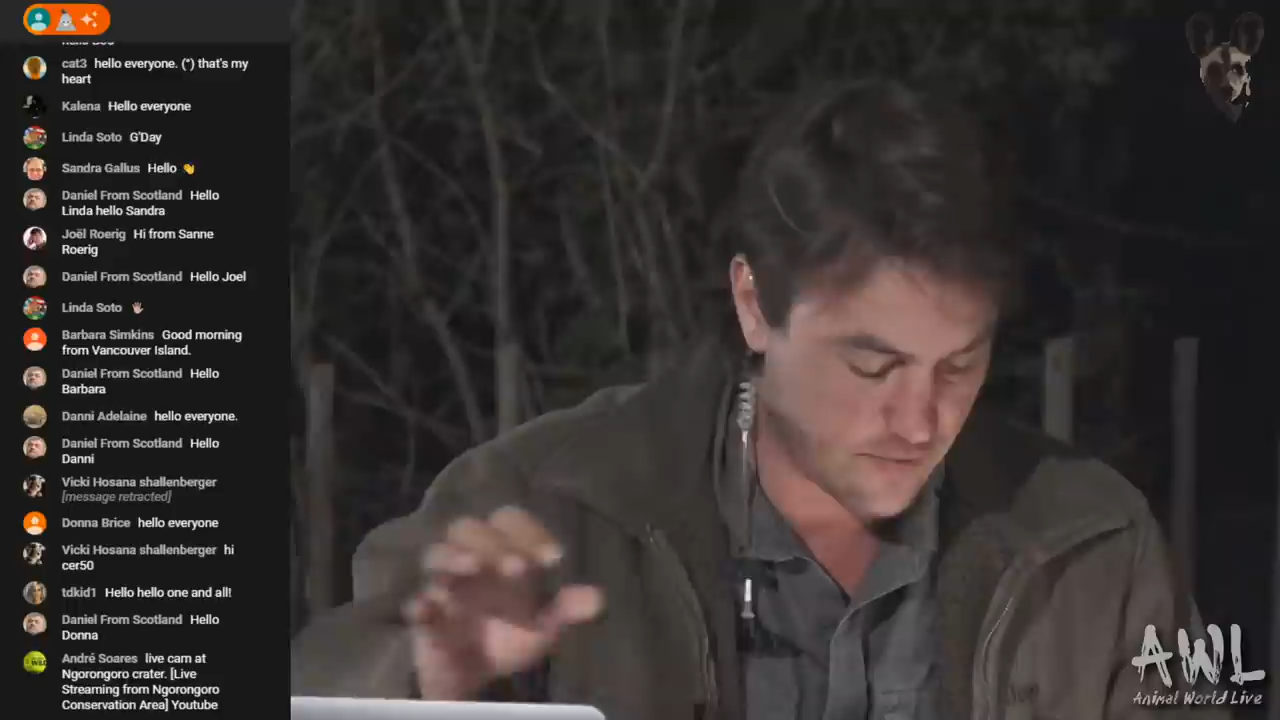 cat3 hello everyone. (*) that's my
heart
Kalena Hello everyone
Linda Soto G'Day
Sandra Gallus Hello 👏
Daniel From Scotland Hello
Linda hello Sandra
Joël Roerig Hi from Sanne
Roerig
Daniel From Scotland Hello Joel
Linda Soto 🖐🏼
Barbara Simkins Good morning
from Vancouver Island.
Daniel From Scotland Hello
Barbara
Danni Adelaine hello everyone.
Daniel From Scotland Hello
Danni
Vicki Hosana shallenberger
[message retracted]
Donna Brice hello everyone
Vicki Hosana shallenberger hi
cer50
tdkid1 Hello hello one and all!
Daniel From Scotland Hello
Donna
André Soares live cam at
Ngorongoro crater. [Live
Streaming from Ngorongoro
Conservation Area] Youtube
AWL
Animal World Live